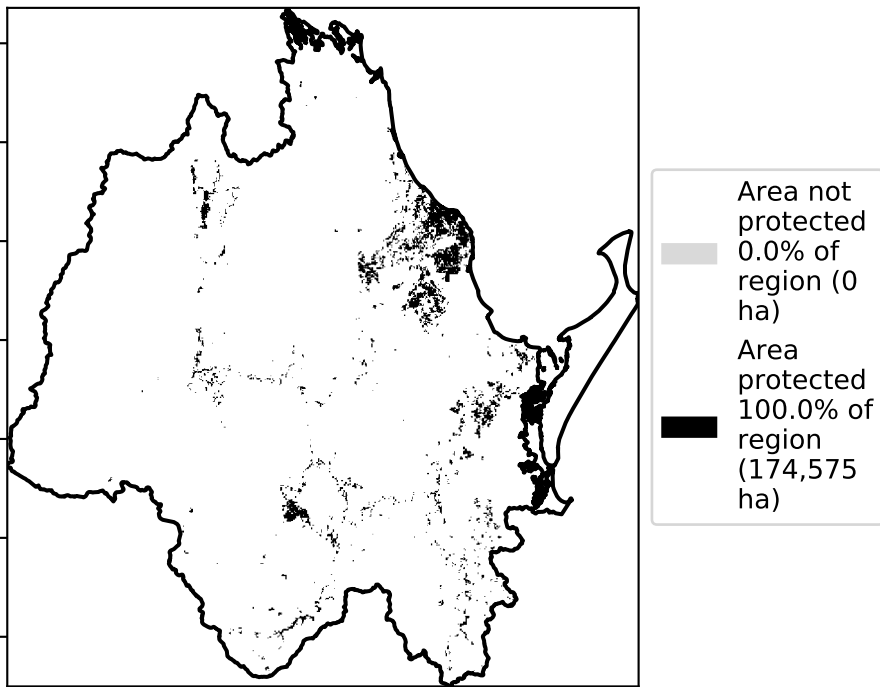 Area not
protected
0.0% of
region (0
ha)
Area
protected
100.0% of
region
(174,575
ha)